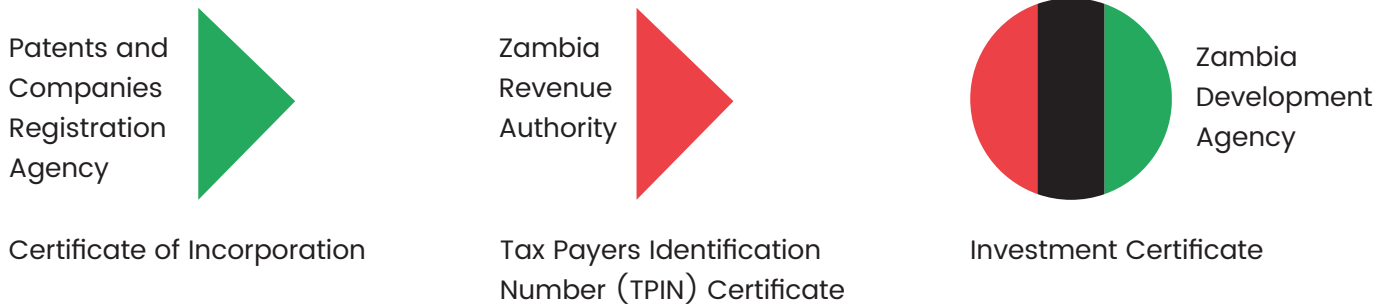 Patents and
Companies
Registration
Agency
Certificate of Incorporation
Zambia
Revenue
Authority
Tax Payers Identification
Number (TPIN) Certificate
Zambia
Development
Agency
Investment Certificate